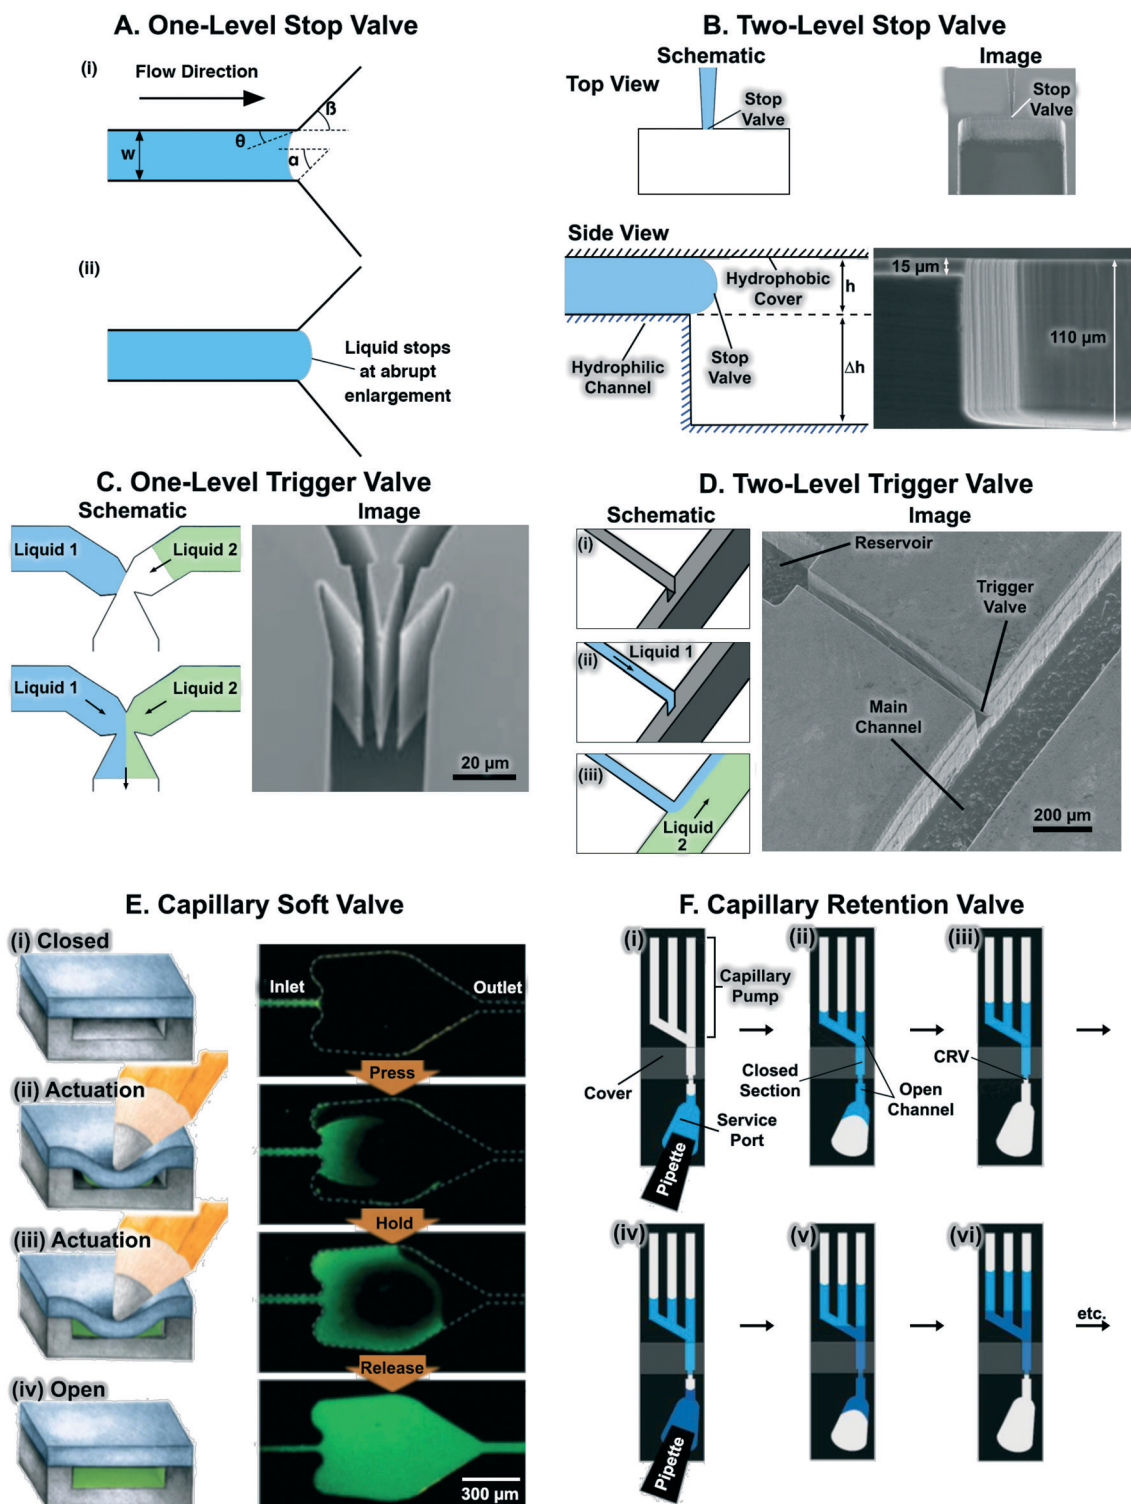 A. One-Level Stop Valve
(i)
Flow Direction
ß
θ
α
w
(ii)
Liquid stops
at abrupt
enlargement
B. Two-Level Stop Valve
Schematic
Image
Top View
Stop
Valve
Stop
Valve
Side View
Hydrophobic
Cover
h
Hydrophilic
Channel
Stop
Valve
Δh
15 µm
110 µm
C. One-Level Trigger Valve
Schematic
Image
Liquid 1
Liquid 2
Liquid 1
Liquid 2
20 µm
D. Two-Level Trigger Valve
Schematic
Image
(i)
(ii)
Liquid 1
(iii)
Liquid
2
Reservoir
Trigger
Valve
Main
Channel
200 µm
E. Capillary Soft Valve
(i) Closed
Inlet
Outlet
Press
(ii) Actuation
Hold
(iii) Actuation
Release
(iv) Open
300 µm
F. Capillary Retention Valve
(i)
(ii)
(iii)
Capillary
Pump
Cover
Closed
Section
CRV
Open
Channel
Service
Port
Pipette
(iv)
(v)
(vi)
etc.
Pipette